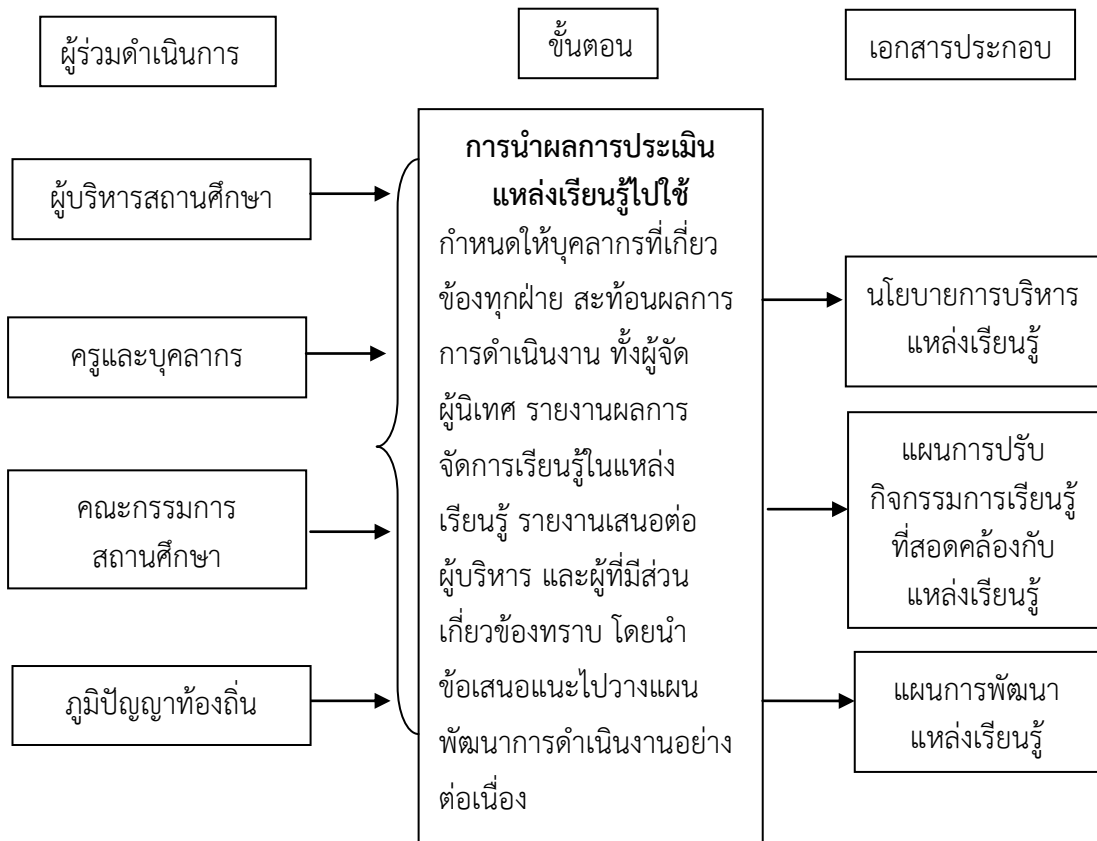 ผู้ร่วมดำเนินการ
ขั้นตอน
เอกสารประกอบ
ผู้บริหารสถานศึกษา
ครูและบุคลากร
คณะกรรมการ
สถานศึกษา
ภูมิปัญญาท้องถิ่น
การนำผลการประเมิน
แหล่งเรียนรู้ไปใช้
กำหนดให้บุคลากรที่เกี่ยว
ข้องทุกฝ่าย สะท้อนผลการ
การดำเนินงาน ทั้งผู้จัด
ผู้นิเทศ รายงานผลการ
จัดการเรียนรู้ในแหล่ง
เรียนรู้ รายงานเสนอต่อ
ผู้บริหาร และผู้ที่มีส่วน
เกี่ยวข้องทราบ โดยนำ
ข้อเสนอแนะไปวางแผน
พัฒนาการดำเนินงานอย่าง
ต่อเนื่อง
นโยบายการบริหาร
แหล่งเรียนรู้
แผนการปรับ
กิจกรรมการเรียนรู้
ที่สอดคล้องกับ
แหล่งเรียนรู้
แผนการพัฒนา
แหล่งเรียนรู้